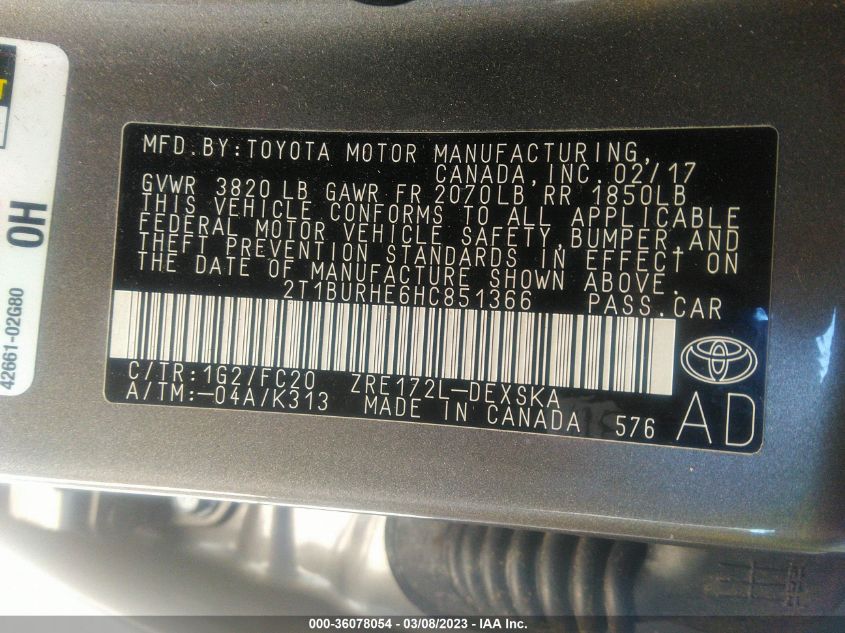 MFD.BY:TOYOTA MOTOR MANUFACTURING,
CANADA,INC.02/17
GVWR 3820 LB GAWR FR 2070LB RR 1850LB
THIS VEHICLE CONFORMS TO ALL APPLICABLE
FEDERAL MOTOR VEHICLE SAFETY,BUMPER,AND
THEFT PREVENTION STANDARDS IN EFFECT ON
THE DATE OF MANUFACTURE SHOWN ABOVE.
2T1BURHE6HC851366 PASS.CAR
C/TR:1G2/FC20 ZRE172L-DEXSKA
A/TM:-04A/K313 MADE IN CANADA 576
AD
OH
42661-02G80
000-36078054 - 03/08/2023 - IAA Inc.